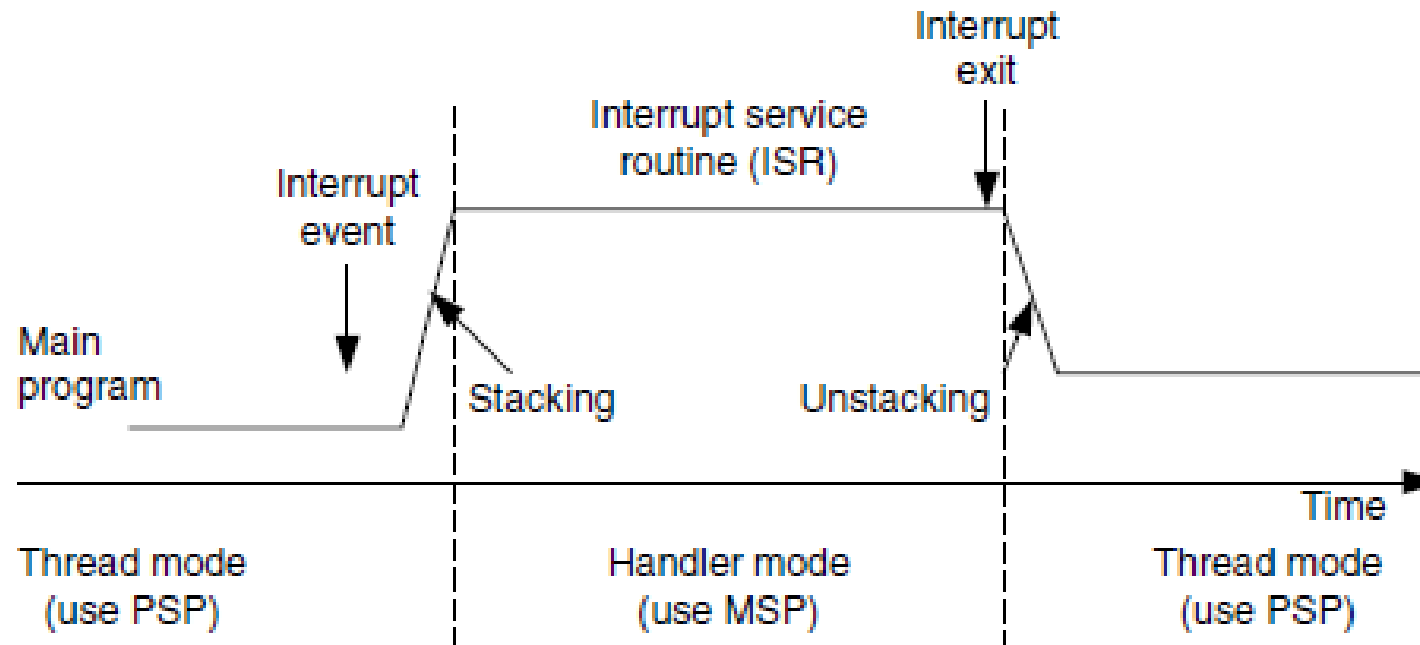 Interrupt
exit
Interrupt service
routine (ISR)
Interrupt
event
Main
program
Stacking
Unstacking
Time
Thread mode
(use PSP)
Handler mode
(use MSP)
Thread mode
(use PSP)